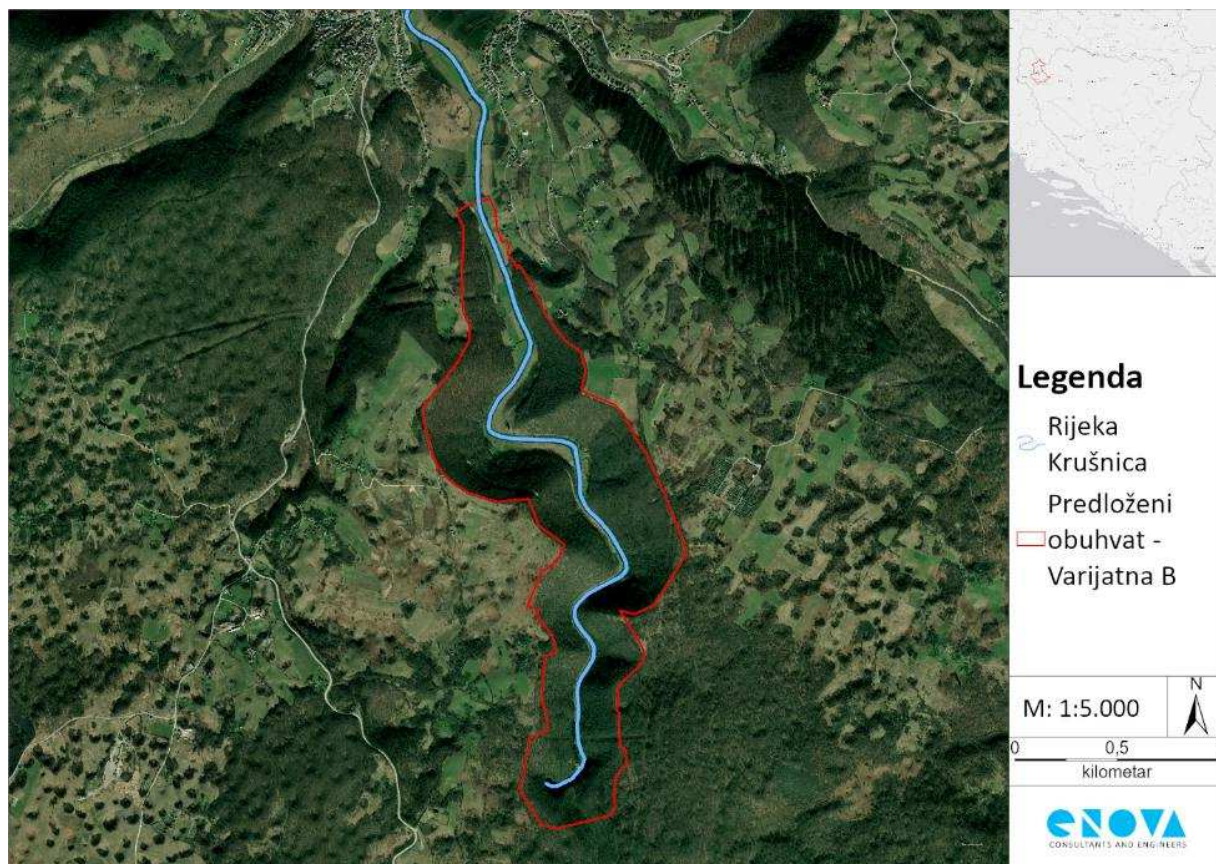 Legenda
Rijeka
Krušnica
Predloženi
obuhvat -
Varijatna B
M: 1:5.000
N
0 0,5
kilometar
enova
CONSULTANTS AND ENGINEERS